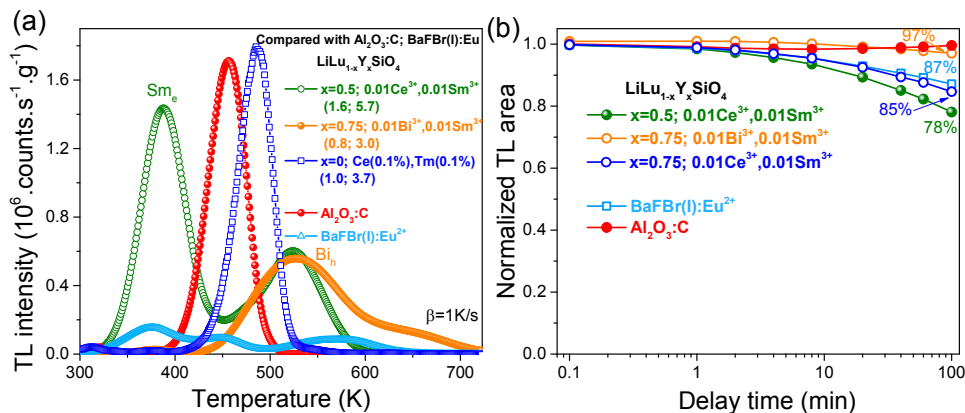 (a)
Compared with Al₂O₃:C; BaFBr(I):Eu
LiLu₁₋ₓYₓSiO₄
x=0.5; 0.01Ce³⁺,0.01Sm³⁺
(1.6; 5.7)
x=0.75; 0.01Bi³⁺,0.01Sm³⁺
(0.8; 3.0)
x=0; Ce(0.1%),Tm(0.1%)
(1.0; 3.7)
Al₂O₃:C
BaFBr(I):Eu²⁺
Smₑ
Biₕ
β=1K/s
TL intensity (10⁶.counts.s⁻¹.g⁻¹)
1.6
1.2
0.8
0.4
0.0
300 400 500 600 700
Temperature (K)
(b)
97%
87%
85%
78%
LiLu₁₋ₓYₓSiO₄
x=0.5; 0.01Ce³⁺,0.01Sm³⁺
x=0.75; 0.01Bi³⁺,0.01Sm³⁺
x=0.75; 0.01Ce³⁺,0.01Sm³⁺
BaFBr(I):Eu²⁺
Al₂O₃:C
Normalized TL area
1.0
0.8
0.6
0.4
0.2
0.0
0.1 1 10 100
Delay time (min)